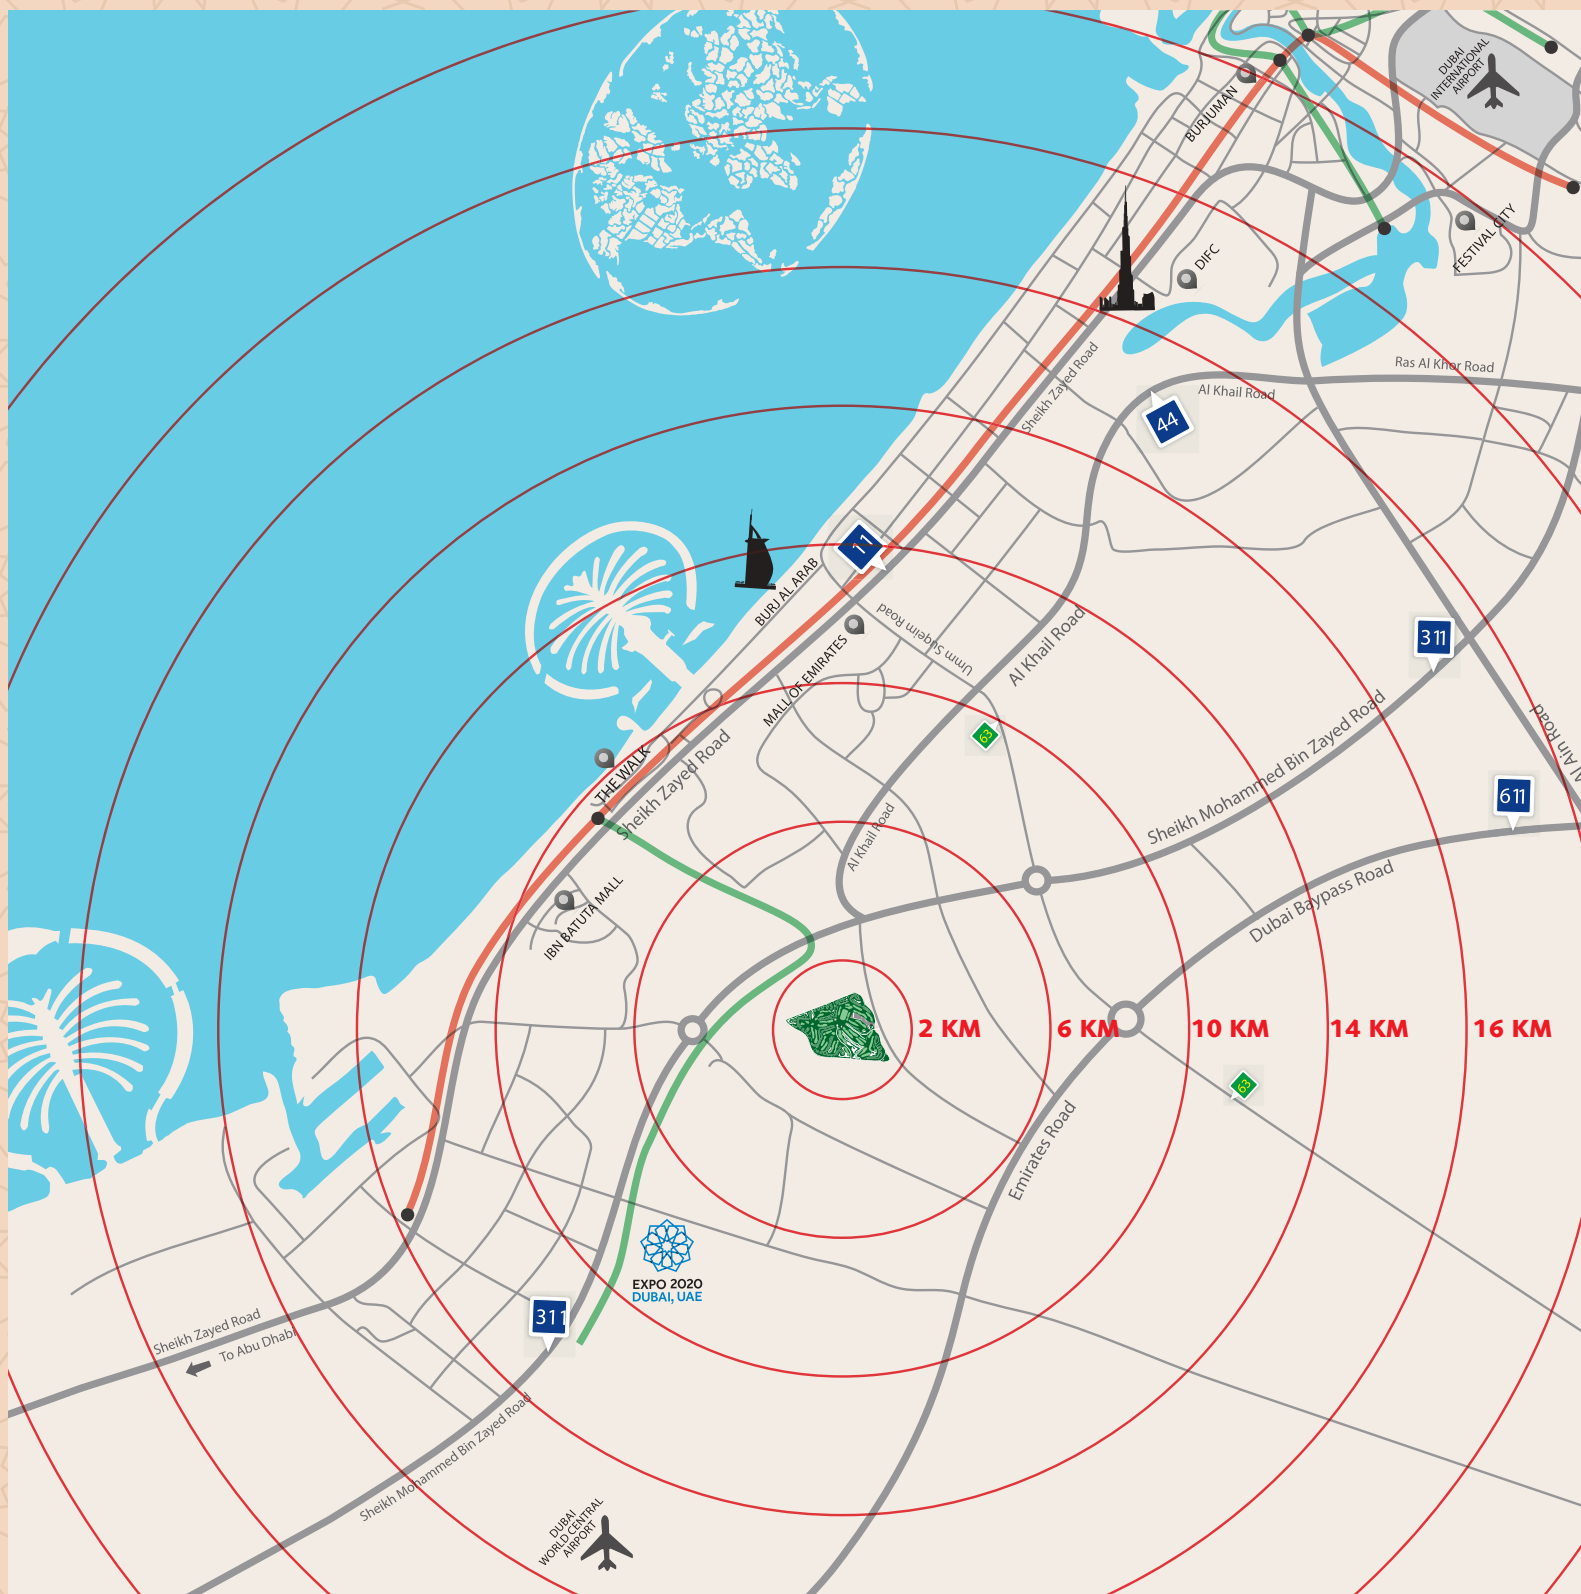 DUBAI
INTERNATIONAL
AIRPORT
BURJUMAN
FESTIVAL CITY
DIFC
Sheikh Zayed Road
Ras Al Khor Road
Al Khail Road
44
11
BURJ AL ARAB
Umm Suqeim Road
MALL OF EMIRATES
Al Khail Road
311
63
Sheikh Mohammed Bin Zayed Road
Al Ain Road
THE WALK
Sheikh Zayed Road
611
Al Khail Road
Dubai Baypass Road
IBN BATUTA MALL
2 KM
6 KM
10 KM
14 KM
16 KM
63
Emirates Road
EXPO 2020
DUBAI, UAE
311
Sheikh Zayed Road
To Abu Dhabi
Sheikh Mohammed Bin Zayed Road
DUBAI
WORLD CENTRAL
AIRPORT